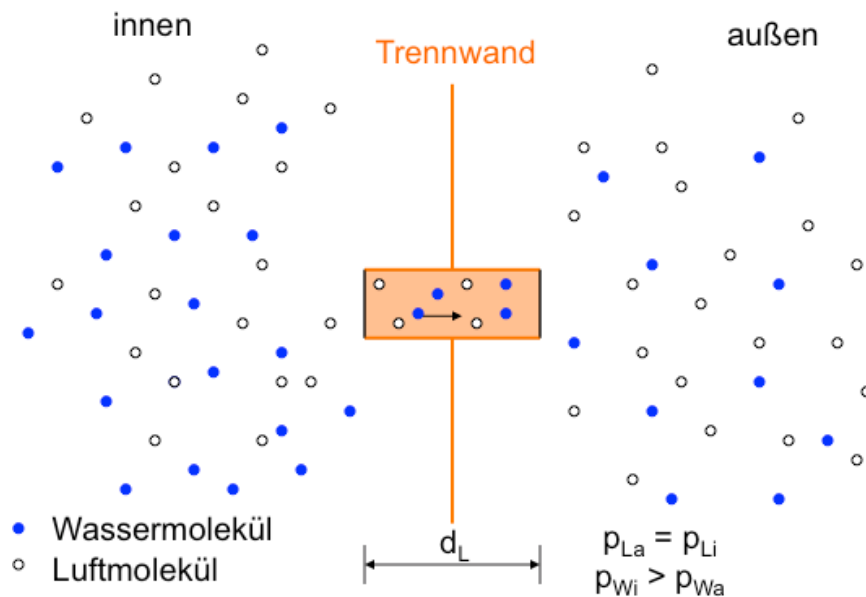 innen
Trennwand
außen
Wassermolekül
Luftmolekül
d_L
p_La = p_Li
p_Wi > p_Wa